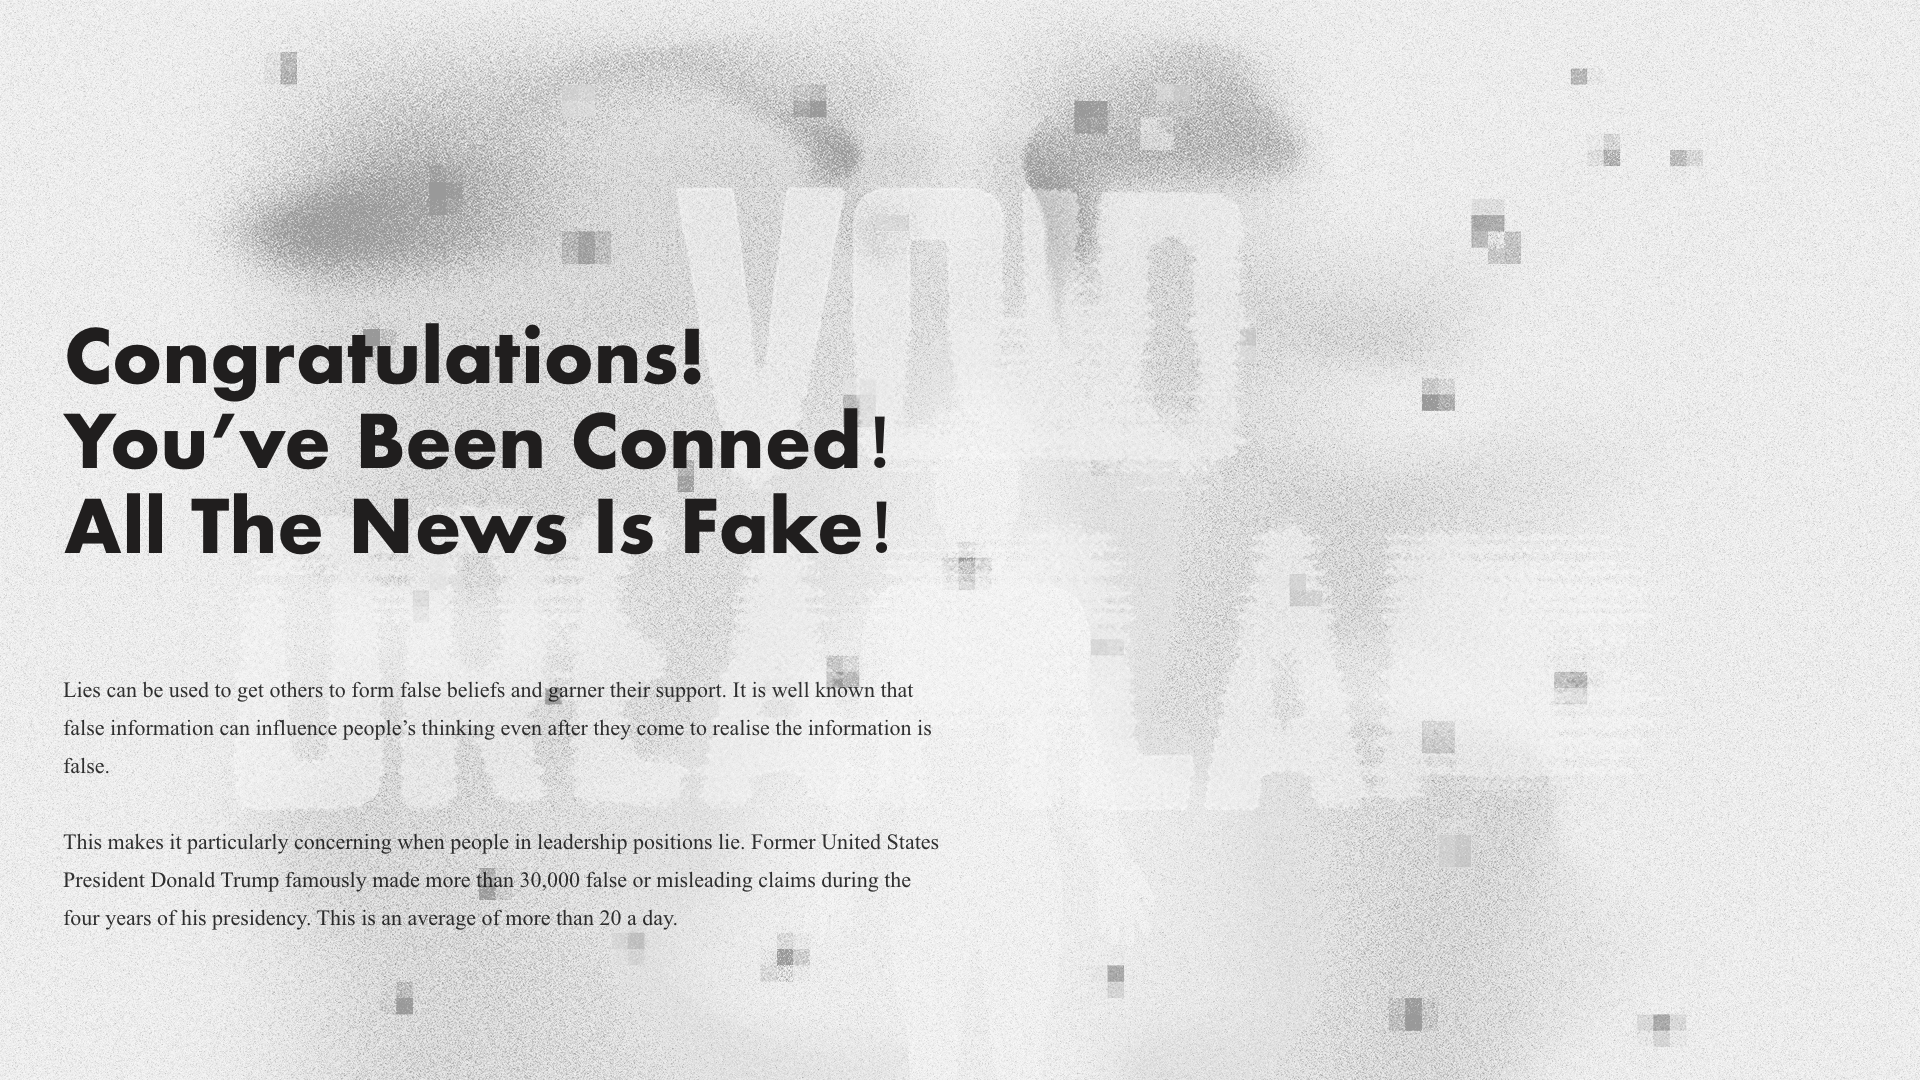 Congratulations!
You’ve Been Conned!
All The News Is Fake!
Lies can be used to get others to form false beliefs and garner their support. It is well known that
false information can influence people’s thinking even after they come to realise the information is
false.
This makes it particularly concerning when people in leadership positions lie. Former United States
President Donald Trump famously made more than 30,000 false or misleading claims during the
four years of his presidency. This is an average of more than 20 a day.